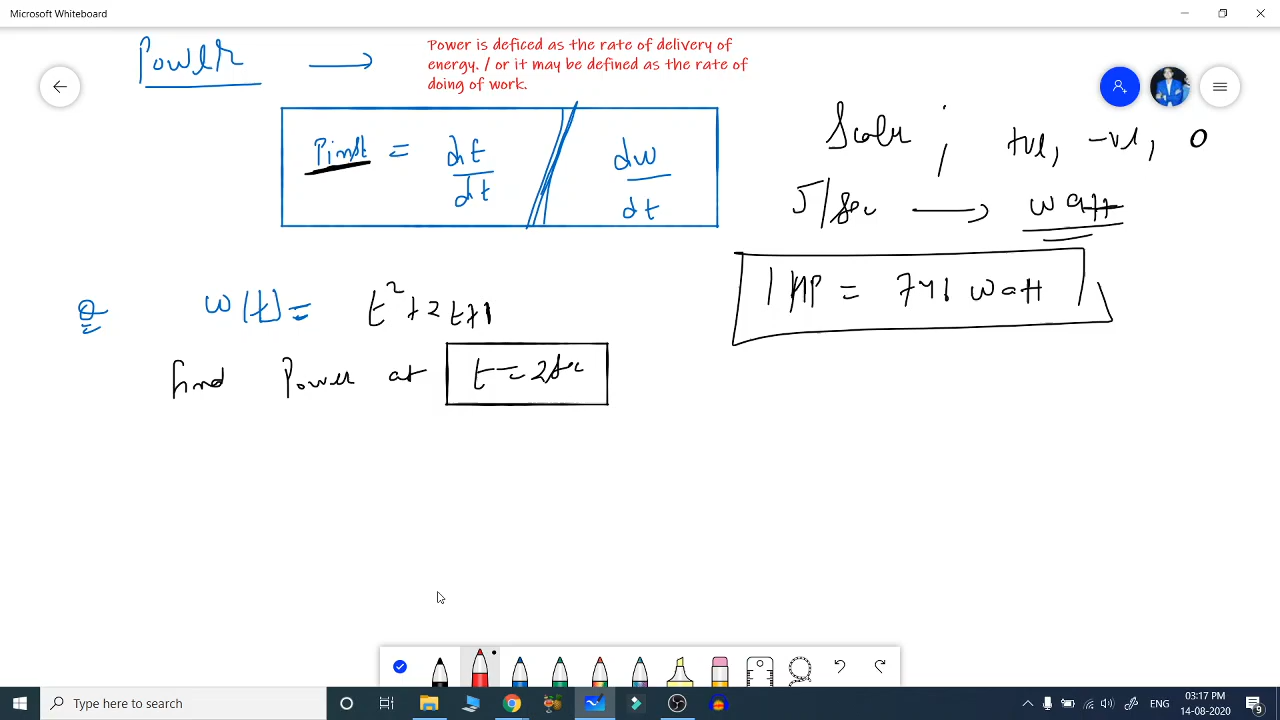 Microsoft Whiteboard
Power →
Power is deficed as the rate of delivery of
energy. / or it may be defined as the rate of
doing of work.
Pinst = dE/dt // dw/dt
Scalar ; +ve, -ve, 0
J/sec → watt
1 HP = 746 watt
Q w(t) = t²+2t+1
find Power at t=2sec
Type here to search
ENG
03:17 PM
14-08-2020
9